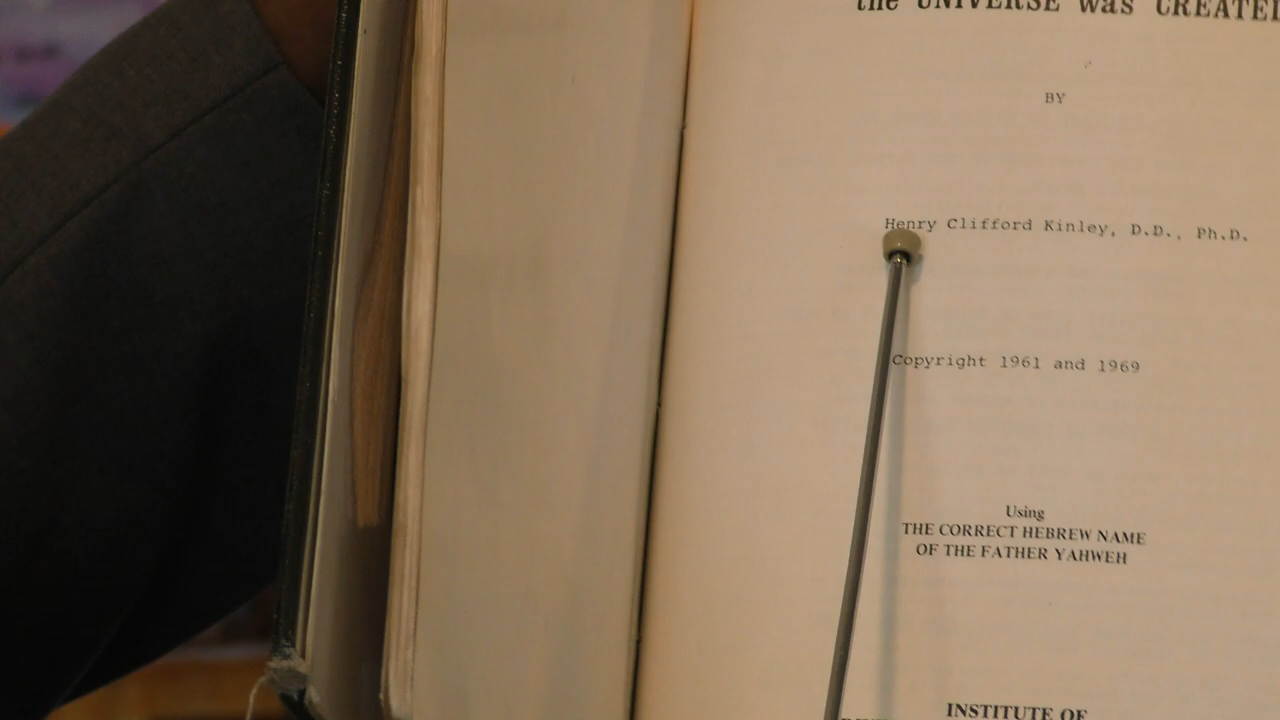 the UNIVERSE was CREATED
BY
Henry Clifford Kinley, D.D., Ph.D.
Copyright 1961 and 1969
Using
THE CORRECT HEBREW NAME
OF THE FATHER YAHWEH
INSTITUTE OF